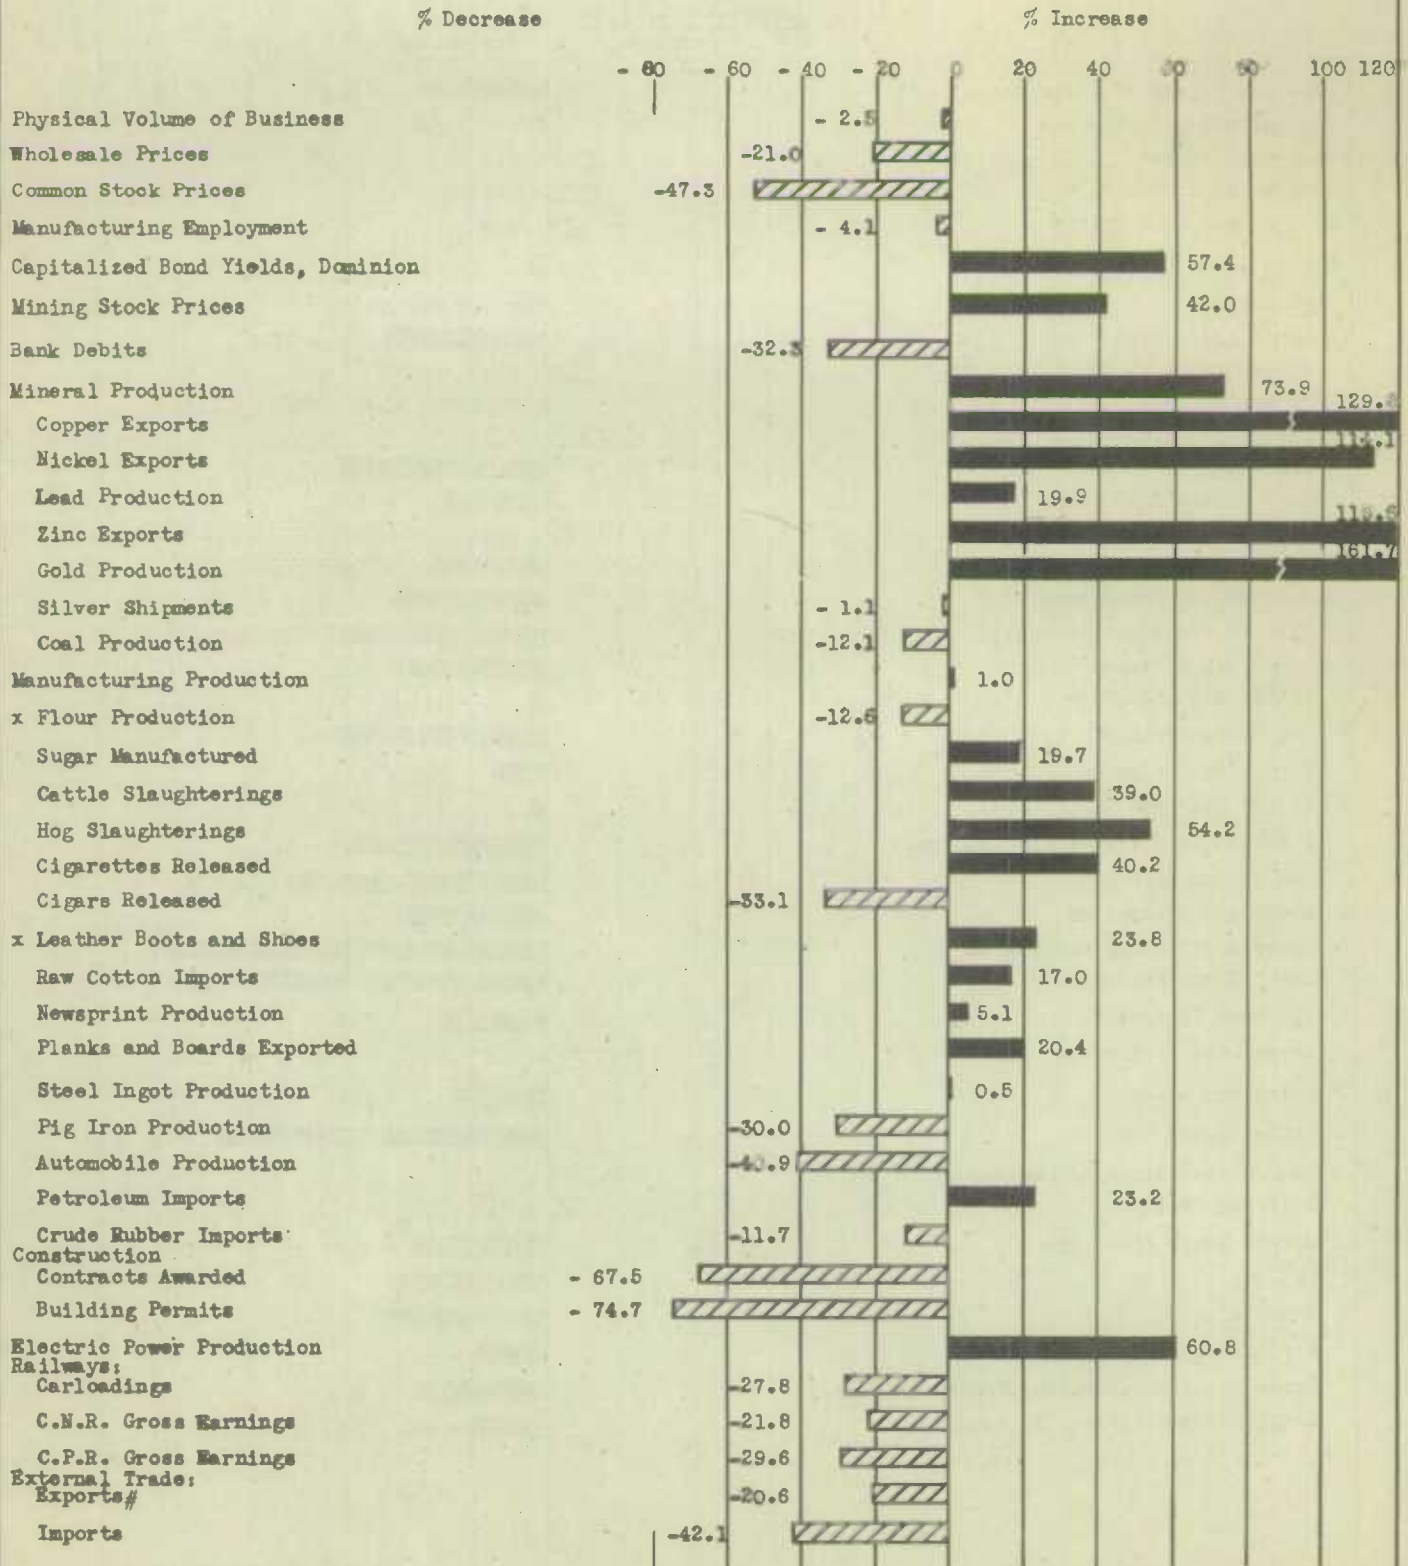 % Decrease % Increase
- 80 - 60 - 40 - 20 0 20 40 60 80 100 120
Physical Volume of Business - 2.5
Wholesale Prices -21.0
Common Stock Prices -47.3
Manufacturing Employment - 4.1
Capitalized Bond Yields, Dominion 57.4
Mining Stock Prices 42.0
Bank Debits -32.3
Mineral Production 73.9
Copper Exports
Nickel Exports 114.1
Lead Production 19.9
Zinc Exports
Gold Production 161.7
Silver Shipments - 1.1
Coal Production -12.1
Manufacturing Production 1.0
x Flour Production -12.6
Sugar Manufactured 19.7
Cattle Slaughterings 39.0
Hog Slaughterings 54.2
Cigarettes Released 40.2
Cigars Released -33.1
x Leather Boots and Shoes 23.8
Raw Cotton Imports 17.0
Newsprint Production 5.1
Planks and Boards Exported 20.4
Steel Ingot Production 0.5
Pig Iron Production -30.0
Automobile Production
Petroleum Imports 23.2
Crude Rubber Imports -11.7
Construction
Contracts Awarded - 67.5
Building Permits - 74.7
Electric Power Production 60.8
Railways:
Carloadings -27.8
C.N.R. Gross Earnings -21.8
C.P.R. Gross Earnings -29.6
External Trade:
Exports# -20.6
Imports -42.1